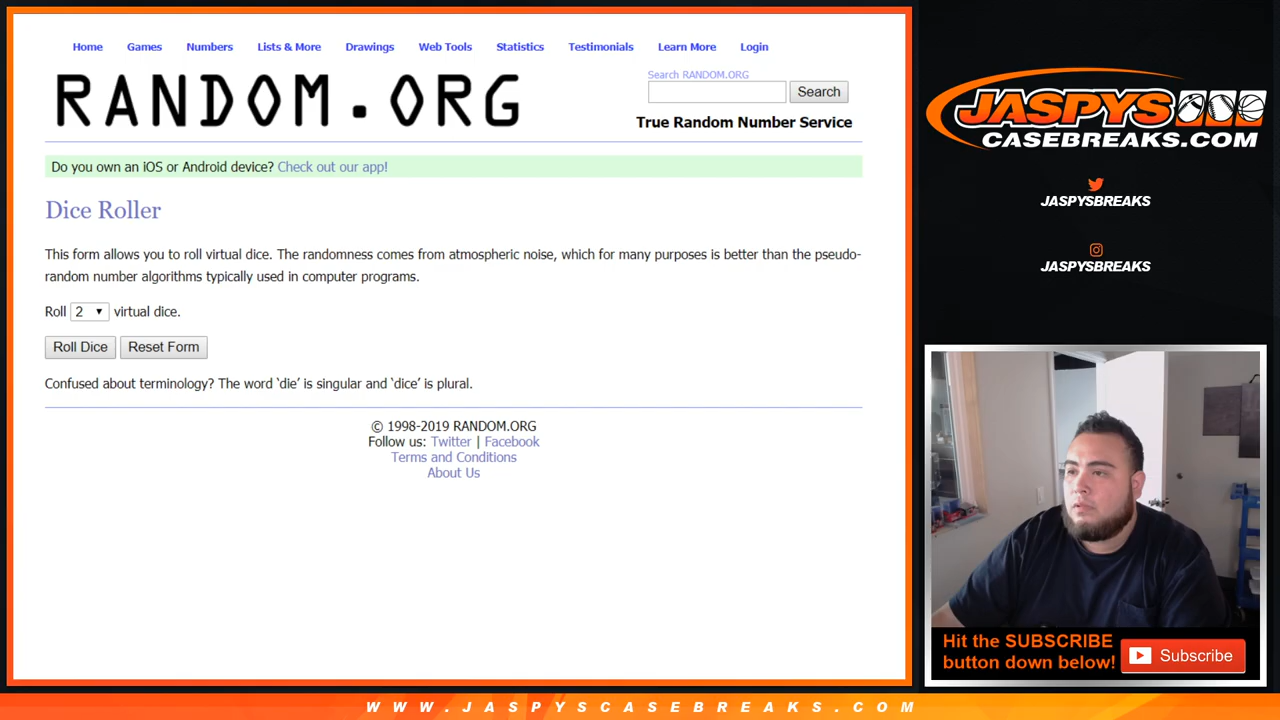 Home Games Numbers Lists & More Drawings Web Tools Statistics Testimonials Learn More Login
RANDOM.ORG
Search RANDOM.ORG
Search
True Random Number Service
Do you own an iOS or Android device? Check out our app!
Dice Roller
This form allows you to roll virtual dice. The randomness comes from atmospheric noise, which for many purposes is better than the pseudo-
random number algorithms typically used in computer programs.
Roll 2 virtual dice.
Roll Dice Reset Form
Confused about terminology? The word ‘die’ is singular and ‘dice’ is plural.
© 1998-2019 RANDOM.ORG
Follow us: Twitter | Facebook
Terms and Conditions
About Us
JASPYS
CASEBREAKS.COM
JASPYSBREAKS
JASPYSBREAKS
Hit the SUBSCRIBE
button down below!
Subscribe
WWW.JASPYSCASEBREAKS.COM